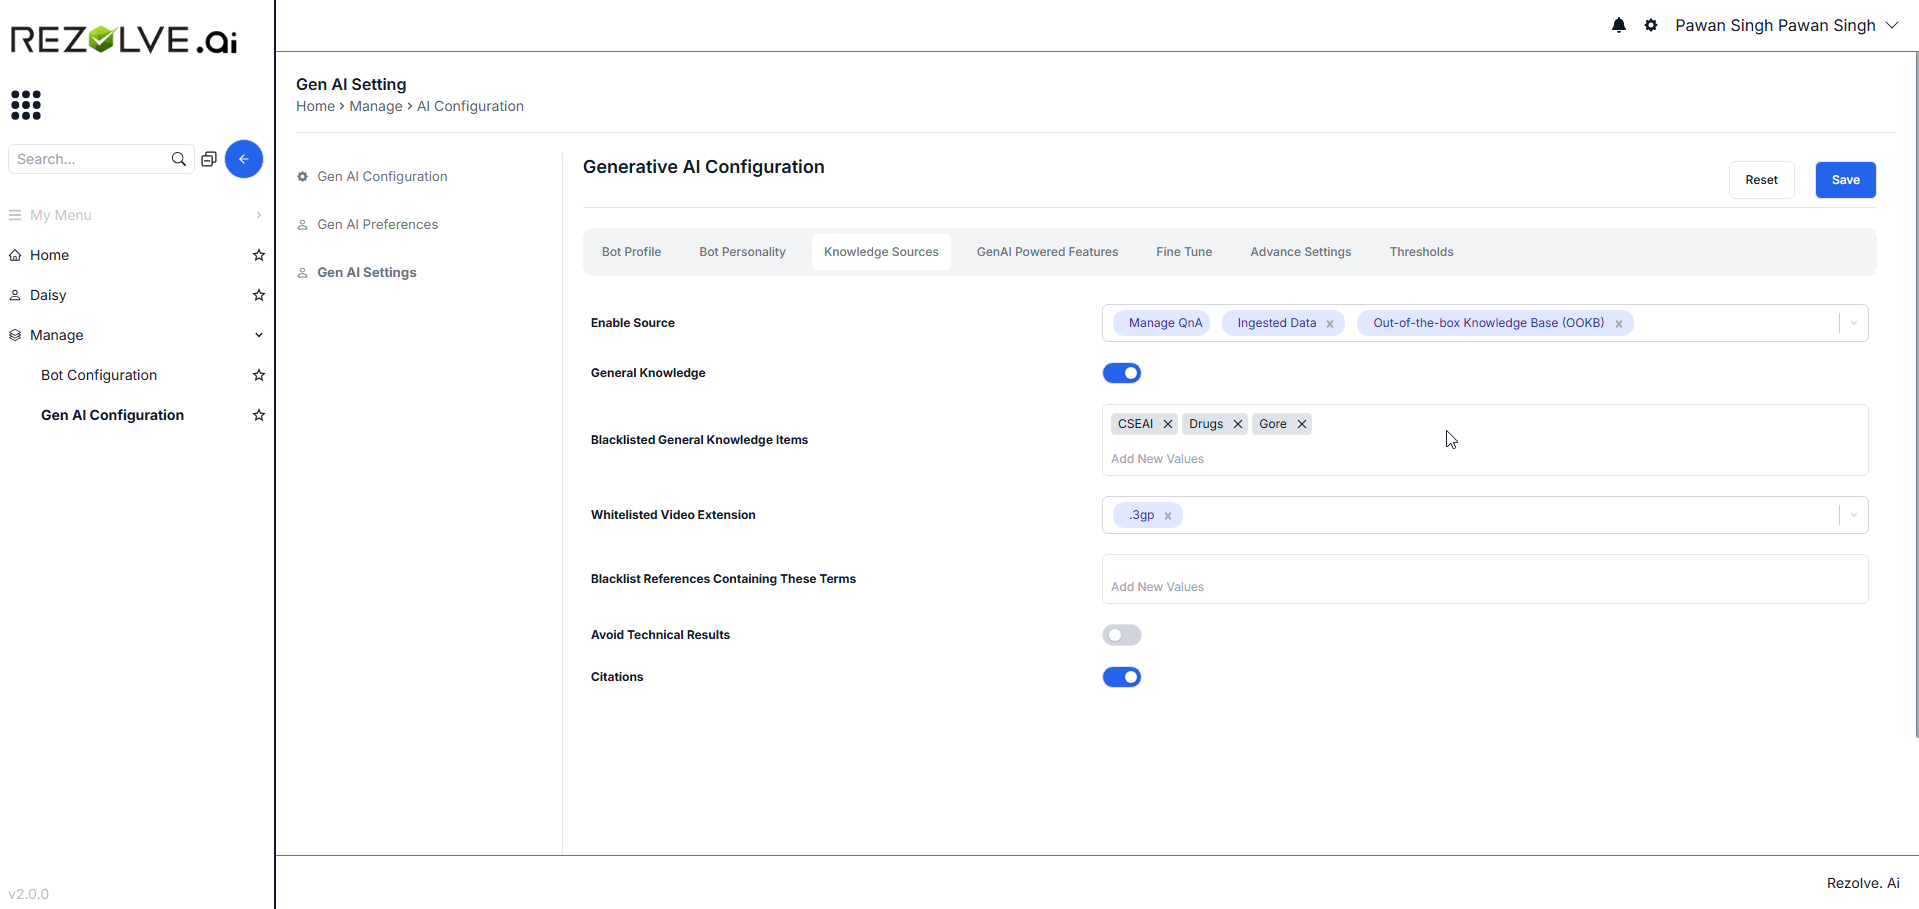 REZOLVE.ai
Search...
My Menu
Home
Daisy
Manage
Bot Configuration
Gen AI Configuration
v2.0.0
Pawan Singh Pawan Singh
Gen AI Setting
Home > Manage > AI Configuration
Gen AI Configuration
Gen AI Preferences
Gen AI Settings
Generative AI Configuration
Reset
Save
Bot Profile Bot Personality Knowledge Sources GenAI Powered Features Fine Tune Advance Settings Thresholds
Enable Source Manage QnA Ingested Data x Out-of-the-box Knowledge Base (OOKB) x
General Knowledge
Blacklisted General Knowledge Items
CSEAI X Drugs X Gore X
Add New Values
Whitelisted Video Extension .3gp x
Blacklist References Containing These Terms
Add New Values
Avoid Technical Results
Citations
Rezolve. Ai